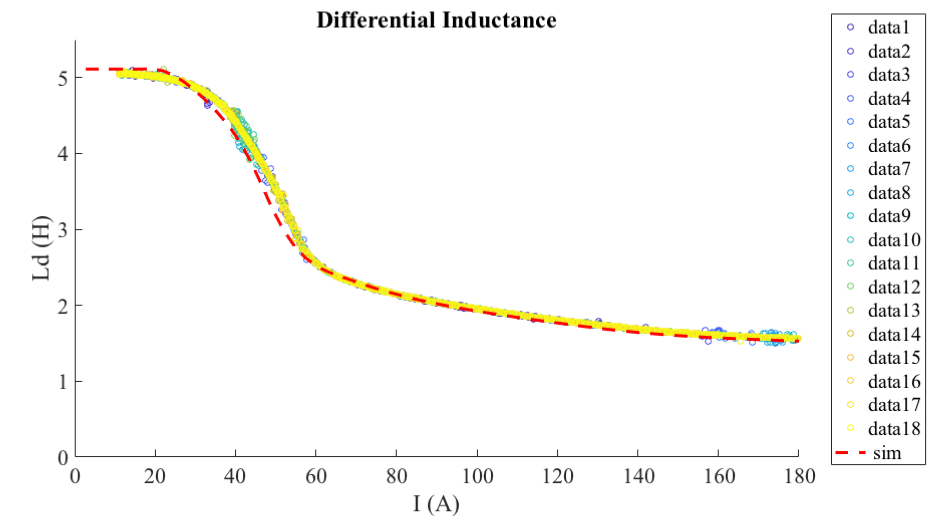 Differential Inductance
Ld (H)
5
4
3
2
1
0
0 20 40 60 80 100 120 140 160 180
I (A)
data1
data2
data3
data4
data5
data6
data7
data8
data9
data10
data11
data12
data13
data14
data15
data16
data17
data18
sim